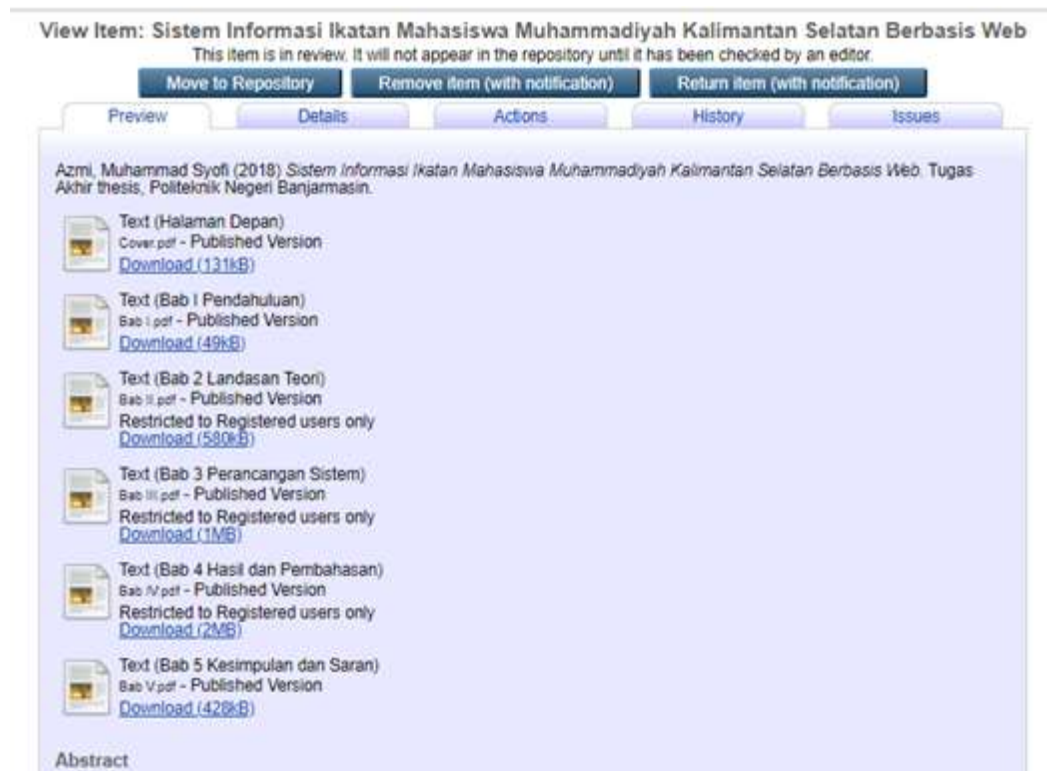 View Item: Sistem Informasi Ikatan Mahasiswa Muhammadiyah Kalimantan Selatan Berbasis Web
This item is in review. It will not appear in the repository until it has been checked by an editor.
Move to Repository Remove item (with notification) Return item (with notification)
Preview Details Actions History Issues
Azmi, Muhammad Syofi (2018) Sistem Informasi Ikatan Mahasiswa Muhammadiyah Kalimantan Selatan Berbasis Web. Tugas
Akhir thesis, Politeknik Negeri Banjarmasin.
Text (Halaman Depan)
Cover.pdf - Published Version
Download (131kB)
Text (Bab I Pendahuluan)
Bab I.pdf - Published Version
Download (49kB)
Text (Bab 2 Landasan Teori)
Bab II.pdf - Published Version
Restricted to Registered users only
Download (580kB)
Text (Bab 3 Perancangan Sistem)
Bab III.pdf - Published Version
Restricted to Registered users only
Download (1MB)
Text (Bab 4 Hasil dan Pembahasan)
Bab IV.pdf - Published Version
Restricted to Registered users only
Download (2MB)
Text (Bab 5 Kesimpulan dan Saran)
Bab V.pdf - Published Version
Download (428kB)
Abstract